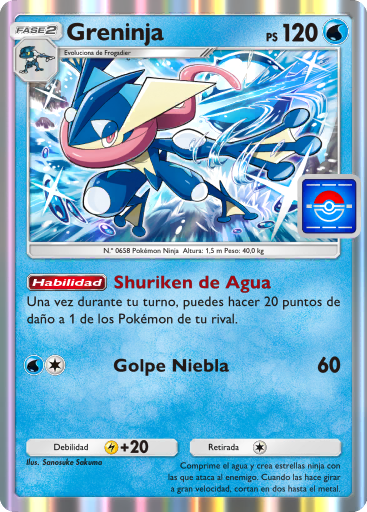 FASE2 Greninja PS 120
Evoluciona de Frogadier
N.º 0658 Pokémon Ninja Altura: 1,5 m Peso: 40,0 kg
Habilidad Shuriken de Agua
Una vez durante tu turno, puedes hacer 20 puntos de
daño a 1 de los Pokémon de tu rival.
Golpe Niebla 60
Debilidad +20 Retirada
Ilus. Sanosuke Sakuma
Comprime el agua y crea estrellas ninja con
las que ataca al enemigo. Cuando las hace girar
a gran velocidad, cortan en dos hasta el metal.